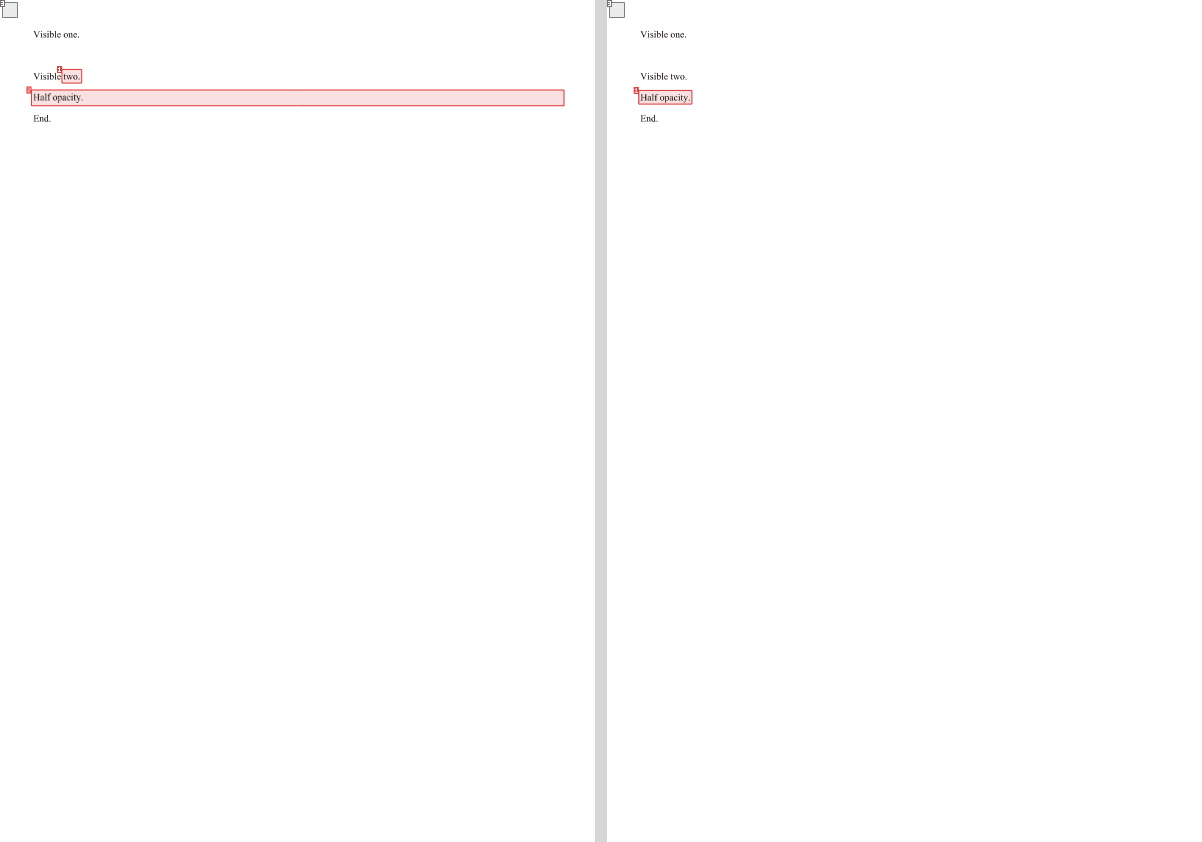 Visible one.
Visible two.
Half opacity.
End.
Visible one.
Visible two.
Half opacity.
End.